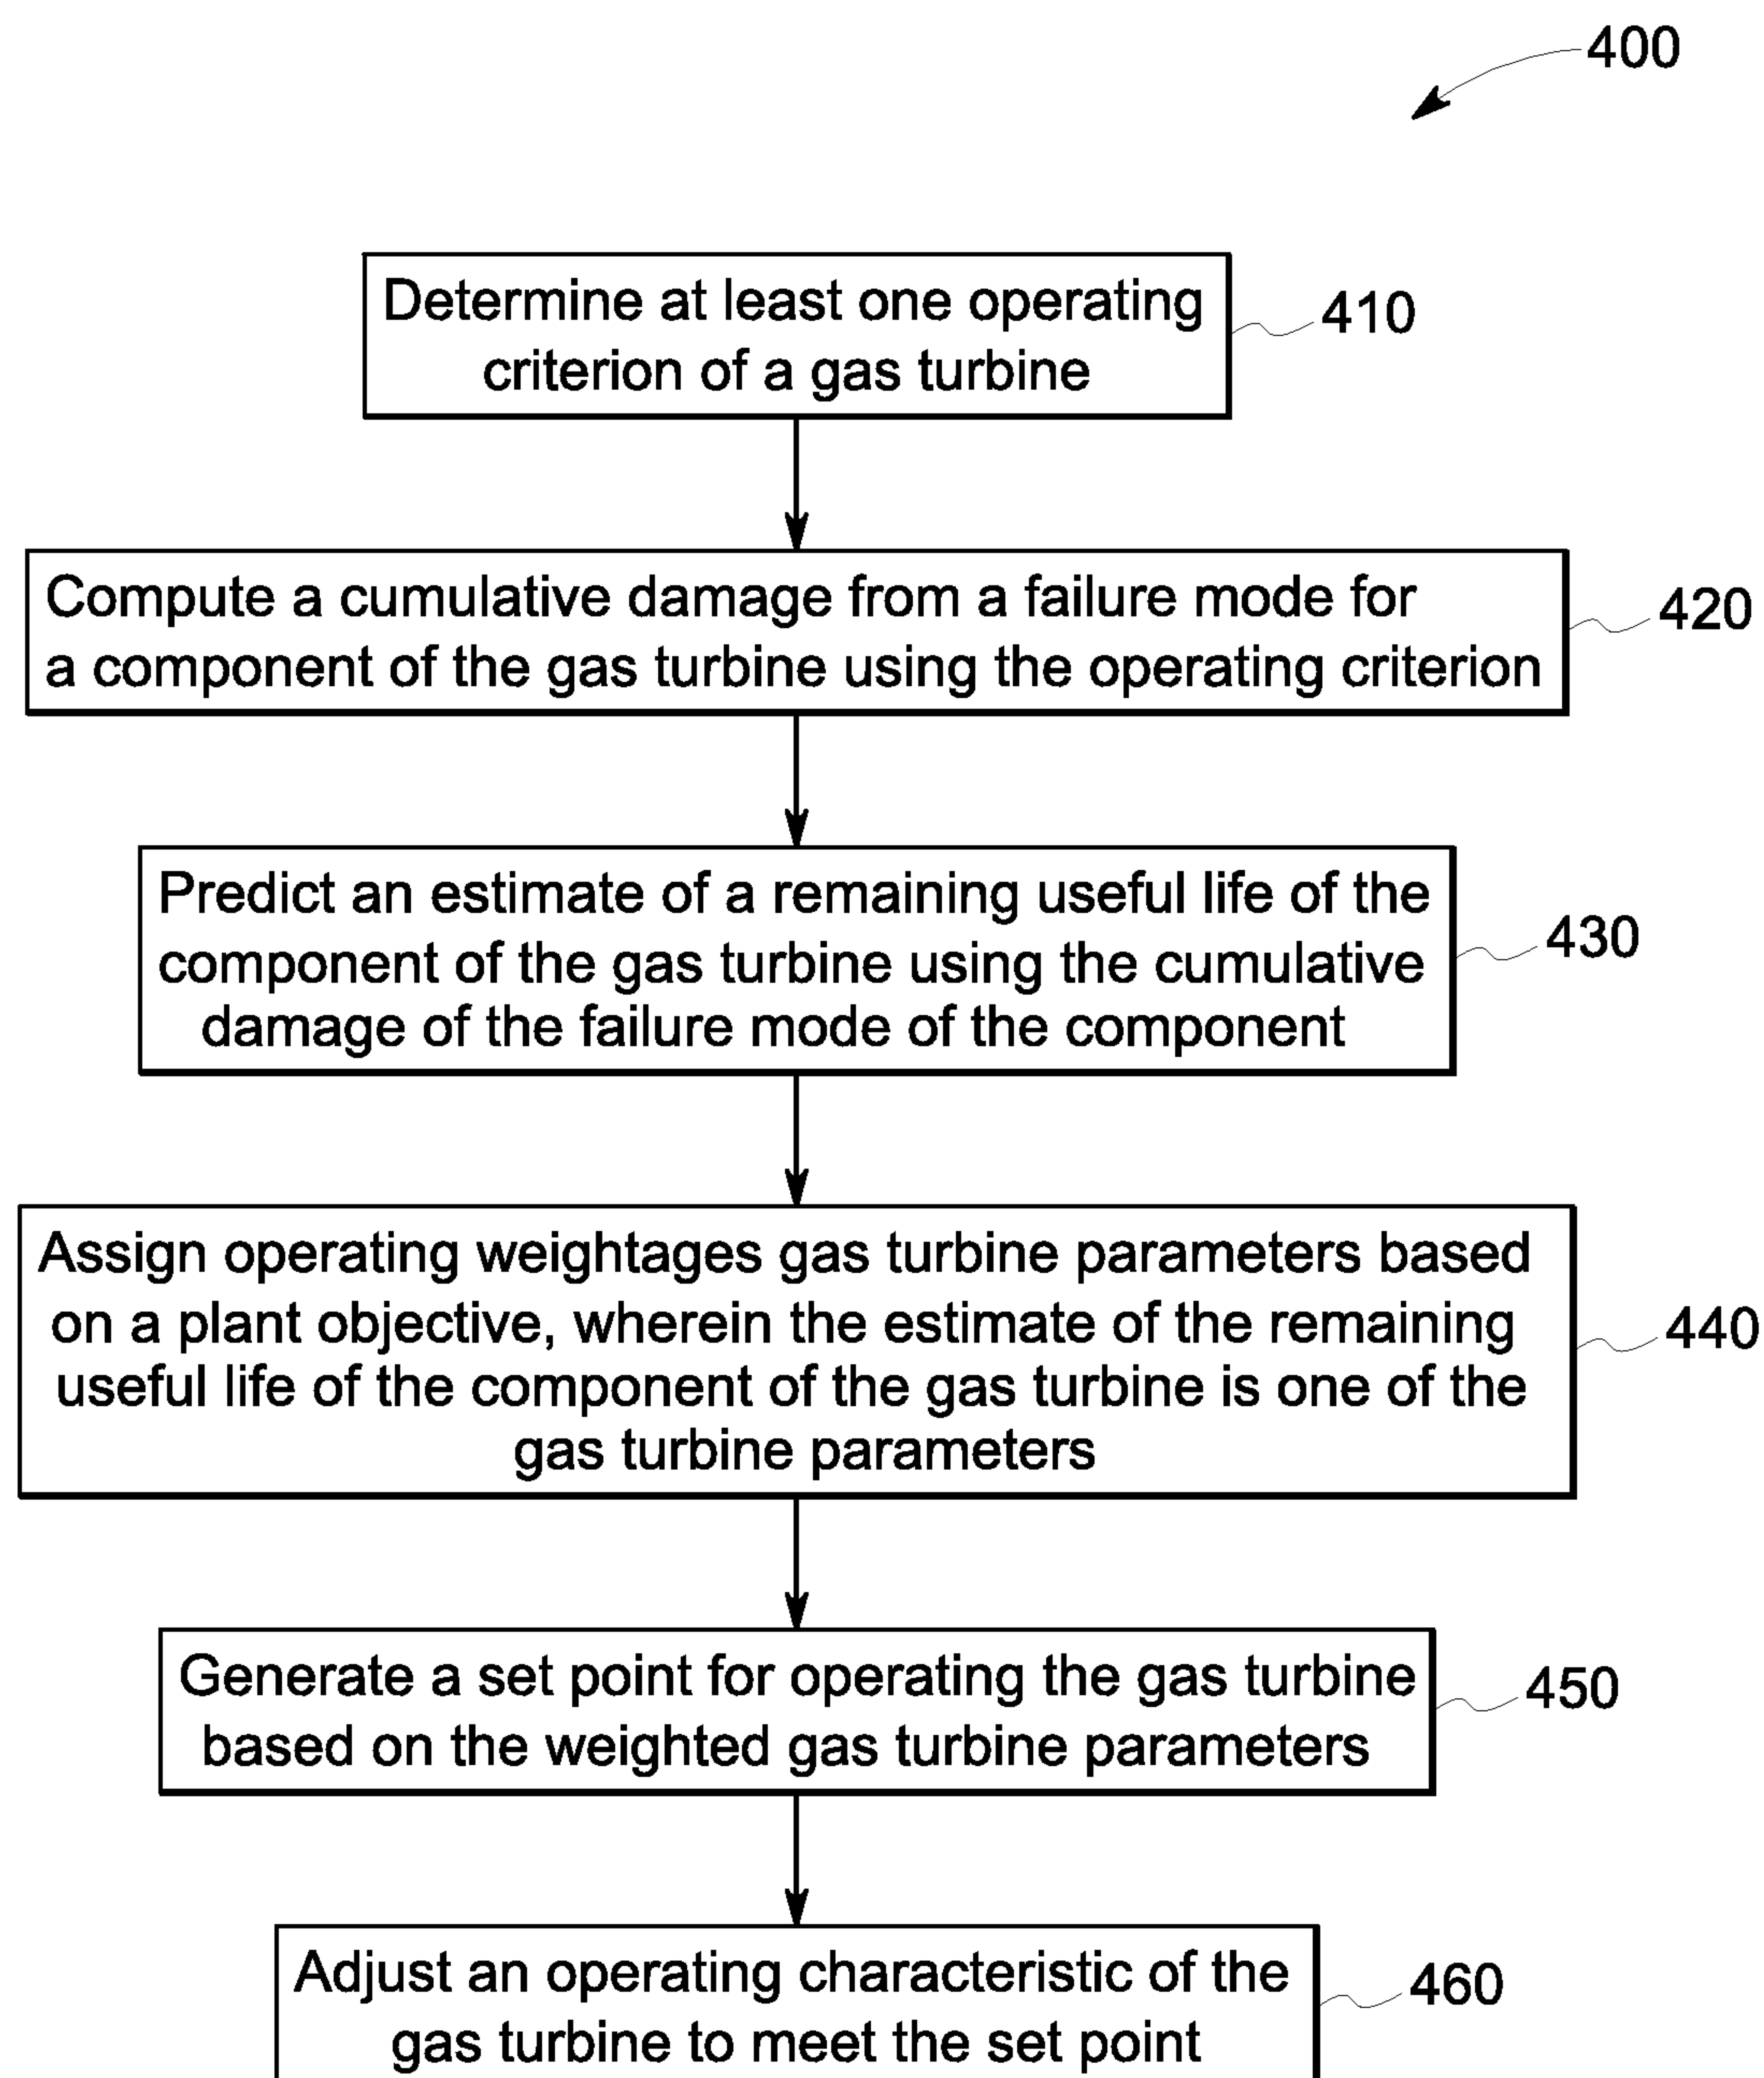 400
Determine at least one operating
criterion of a gas turbine
410
Compute a cumulative damage from a failure mode for
a component of the gas turbine using the operating criterion
420
Predict an estimate of a remaining useful life of the
component of the gas turbine using the cumulative
damage of the failure mode of the component
430
Assign operating weightages gas turbine parameters based
on a plant objective, wherein the estimate of the remaining
useful life of the component of the gas turbine is one of the
gas turbine parameters
440
Generate a set point for operating the gas turbine
based on the weighted gas turbine parameters
450
Adjust an operating characteristic of the
gas turbine to meet the set point
460